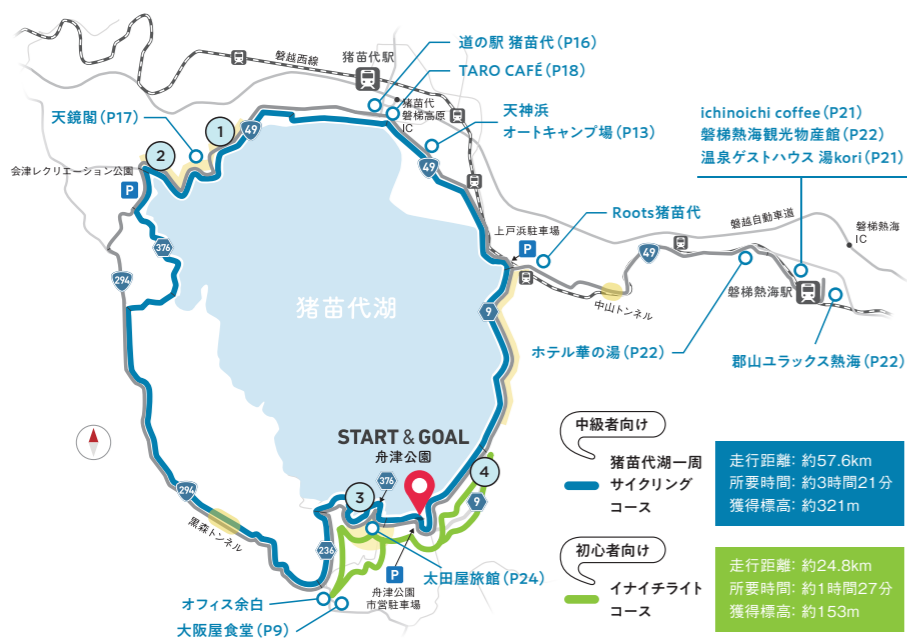 磐越西線
猪苗代駅
道の駅 猪苗代(P16)
TARO CAFÉ(P18)
猪苗代
磐梯高原
IC
天神浜
オートキャンプ場(P13)
天鏡閣(P17)
1
49
2
会津レクリエーション公園
P
49
ichinoichi coffee(P21)
磐梯熱海観光物産館(P22)
温泉ゲストハウス 湯kori(P21)
Roots猪苗代
磐越自動車道
磐梯熱海
IC
上戸浜駐車場
P
49
376
294
中山トンネル
磐梯熱海駅
猪苗代湖
9
ホテル華の湯(P22)
郡山ユラックス熱海(P22)
START & GOAL
舟津公園
376
3
4
9
294
黒森トンネル
236
P
舟津公園
市営駐車場
太田屋旅館(P24)
オフィス余白
大阪屋食堂(P9)
中級者向け
猪苗代湖一周
サイクリング
コース
走行距離: 約57.6km
所要時間: 約3時間21分
獲得標高: 約321m
初心者向け
イナイチライト
コース
走行距離: 約24.8km
所要時間: 約1時間27分
獲得標高: 約153m